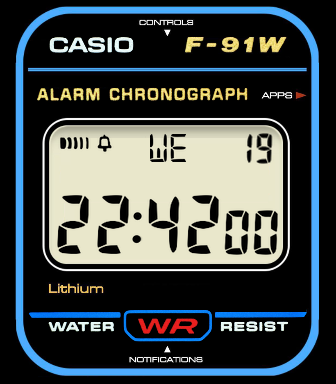 CONTROLS
CASIO F-91W
ALARM CHRONOGRAPH APPS
WE 19
22:42 00
Lithium
WATER WR RESIST
NOTIFICATIONS